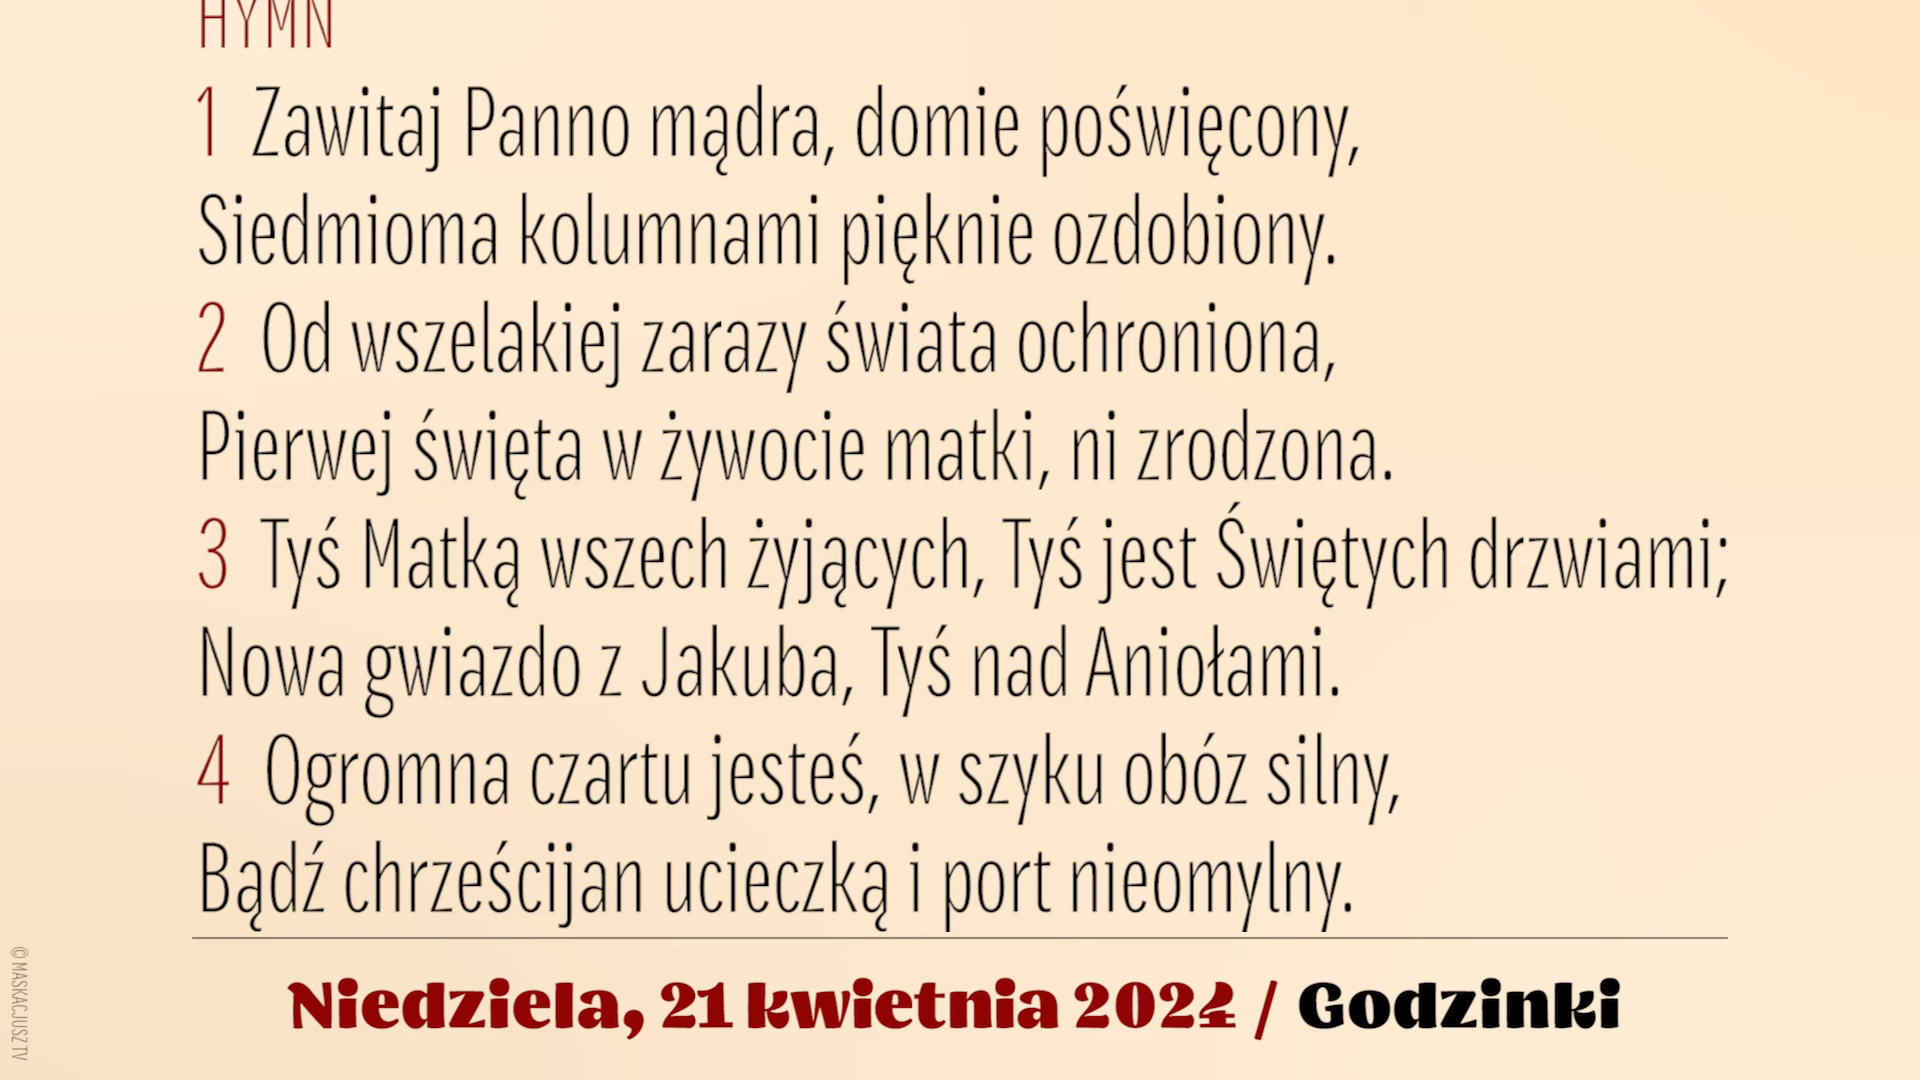 HYMN
1 Zawitaj Panno mądra, domie poświęcony,
Siedmioma kolumnami pięknie ozdobiony.
2 Od wszelakiej zarazy świata ochroniona,
Pierwej święta w żywocie matki, ni zrodzona.
3 Tyś Matką wszech żyjących, Tyś jest Świętych drzwiami;
Nowa gwiazdo z Jakuba, Tyś nad Aniołami.
4 Ogromna czartu jesteś, w szyku obóz silny,
Bądź chrześcijan ucieczką i port nieomylny.
Niedziela, 21 kwietnia 2024 / Godzinki
© MASKACJUSZ TV